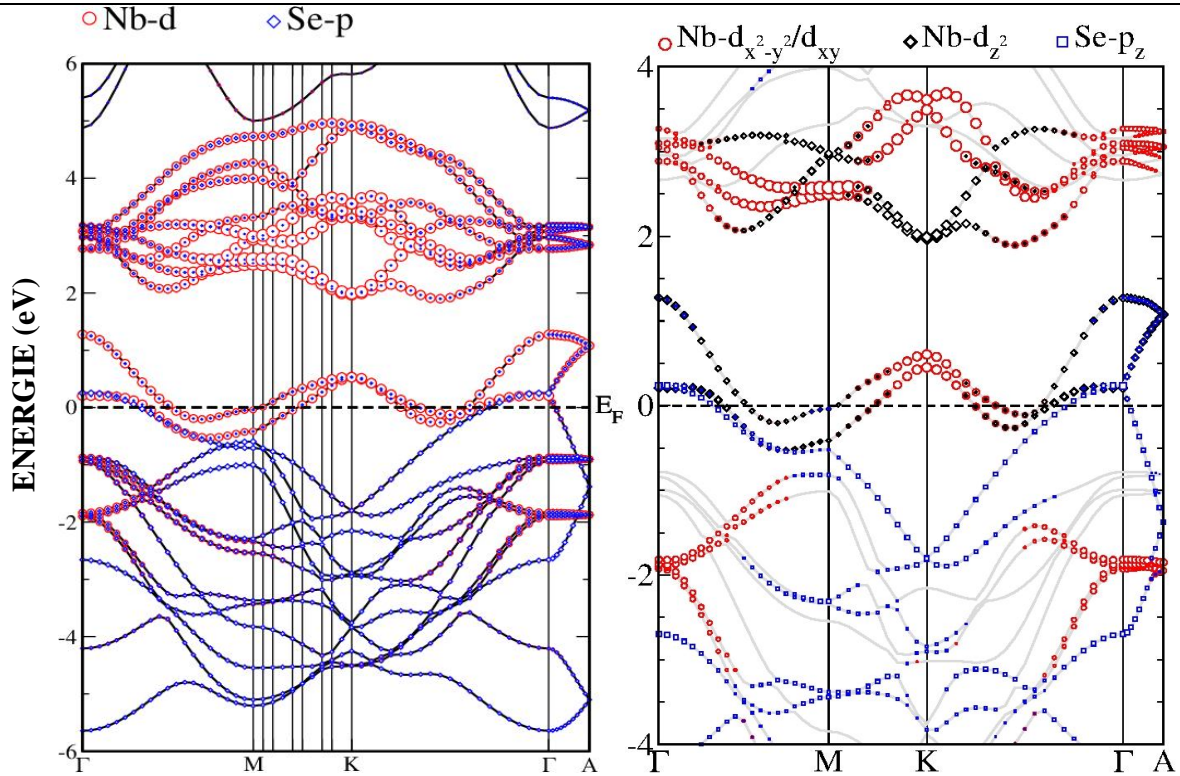 Nb-d Se-p
Nb-dx²-y²/dxy Nb-dz² Se-pz
ENERGIE (eV)
6
4
2
0
-2
-4
-6
Γ M K Γ A
EF
4
2
0
-2
-4
Γ M K Γ A